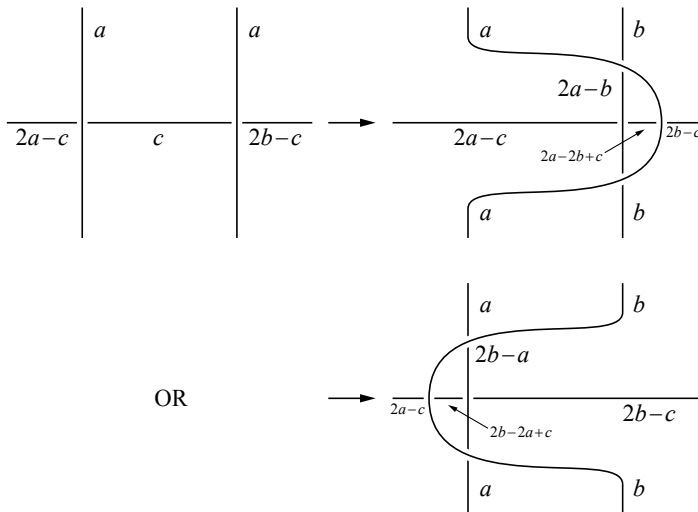 a a a b
2a−b
2a−c c 2b−c 2a−c 2b−c
2a−2b+c
a b
a b
2b−a
OR 2a−c 2b−c
2b−2a+c
a b